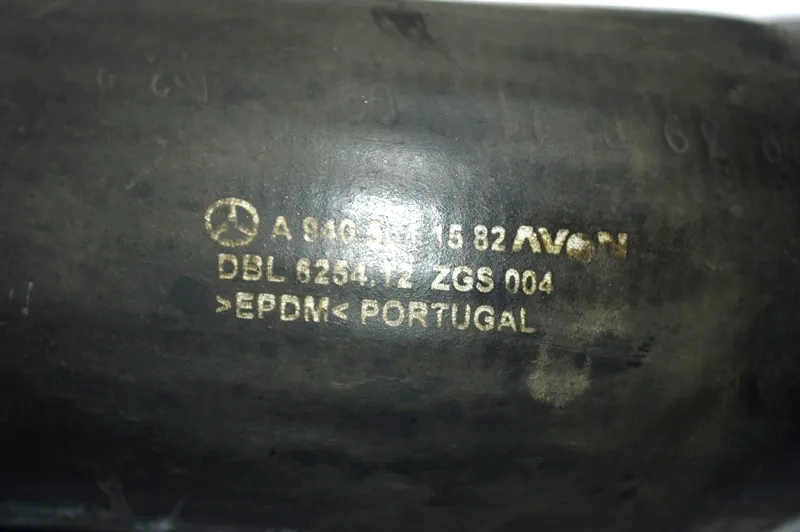 A 940 15 82 AVON
DBL 6254.12 ZGS 004
>EPDM< PORTUGAL